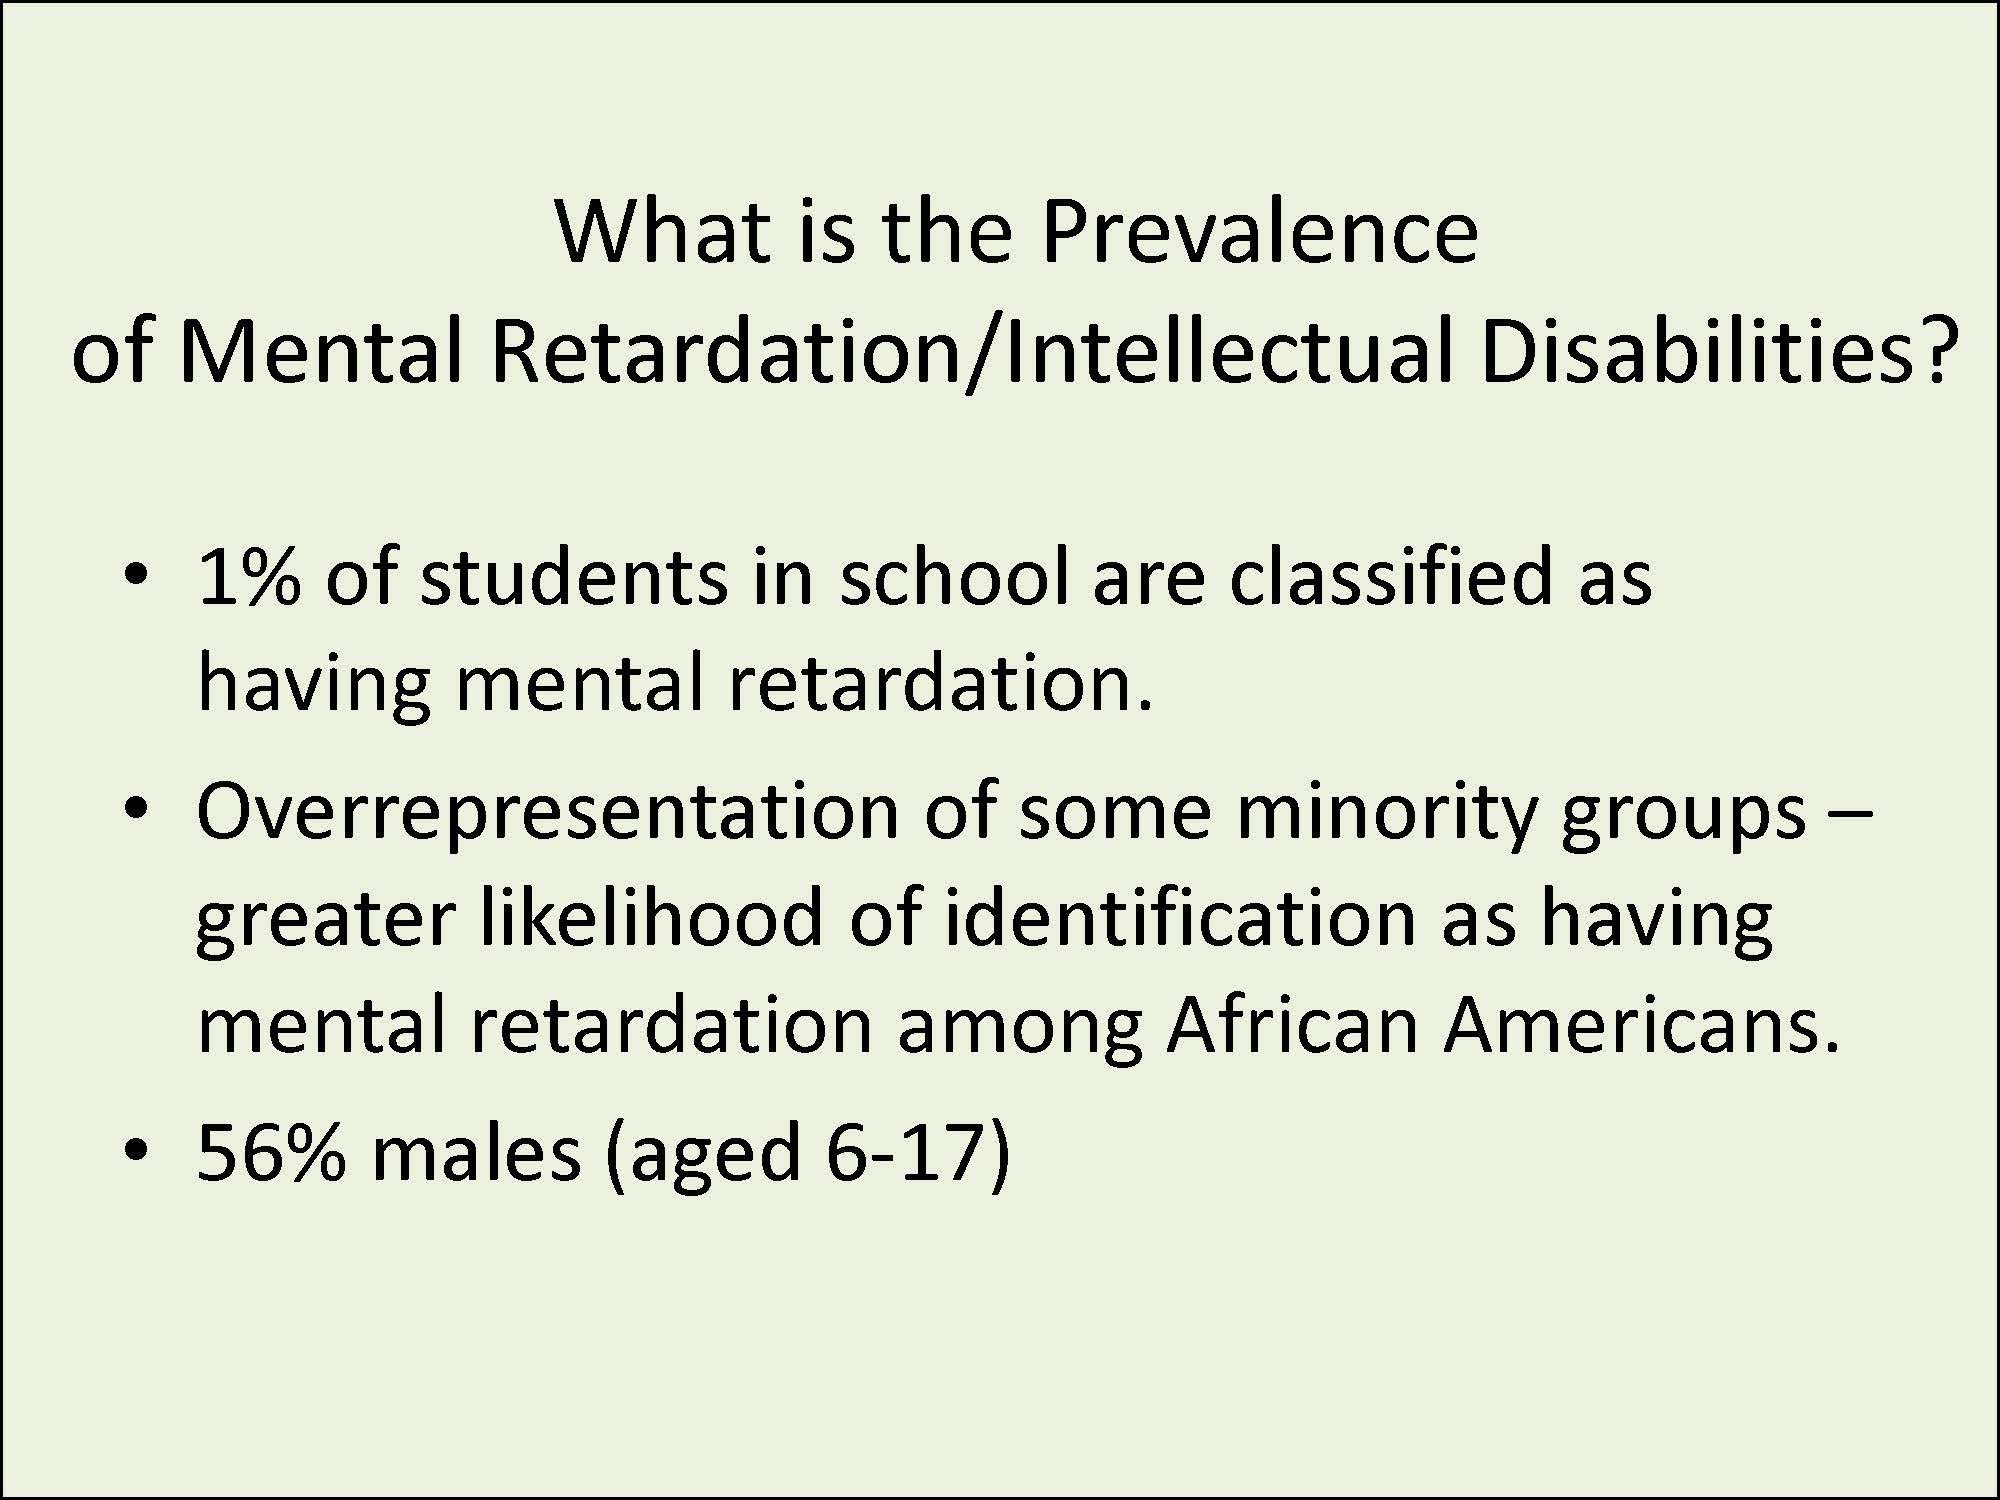 What is the Prevalence
of Mental Retardation/Intellectual Disabilities?
• 1% of students in school are classified as
having mental retardation.
• Overrepresentation of some minority groups –
greater likelihood of identification as having
mental retardation among African Americans.
• 56% males (aged 6-17)